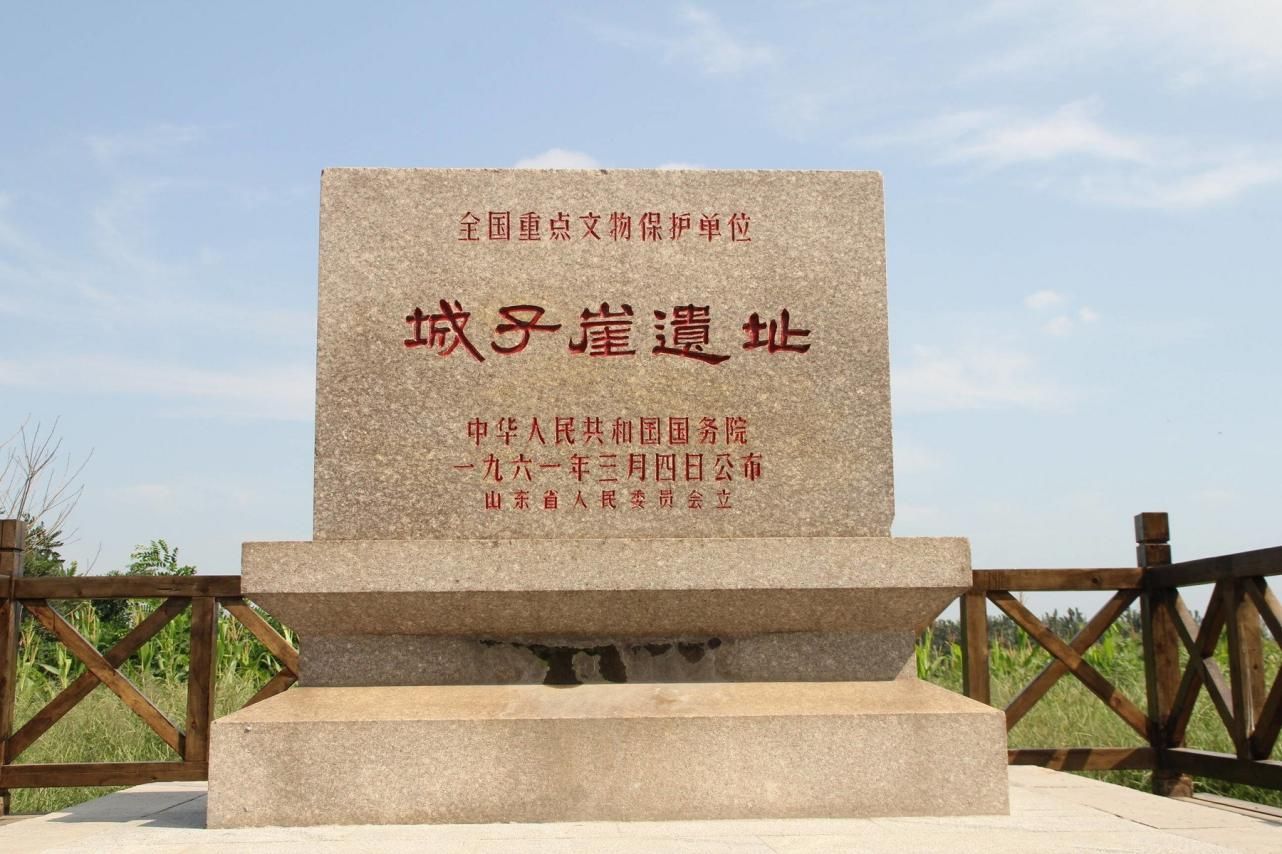 全国重点文物保护单位
城子崖遺址
中华人民共和国国务院
一九六一年三月四日公布
山东省人民委员会立